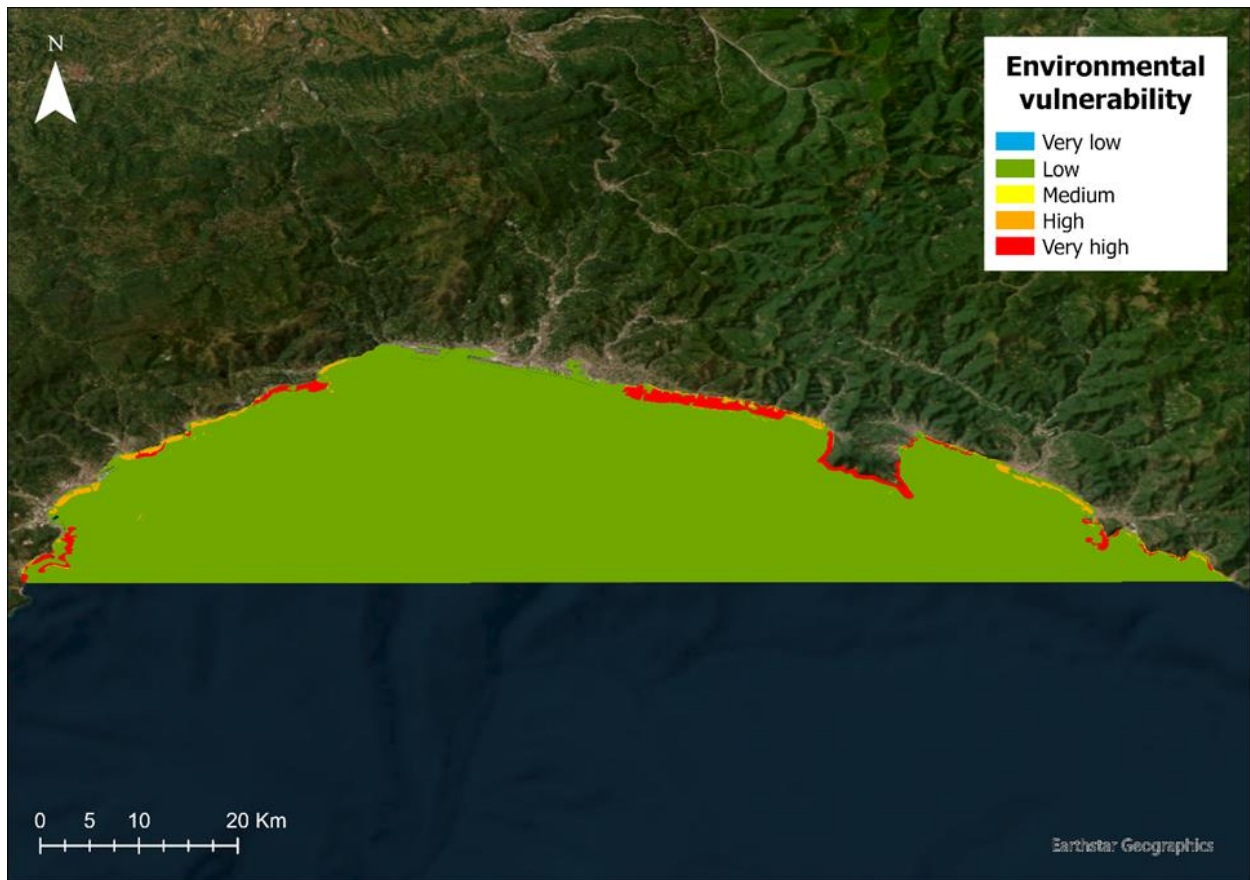 N
Environmental
vulnerability
Very low
Low
Medium
High
Very high
0 5 10 20 Km
Earthstar Geographics